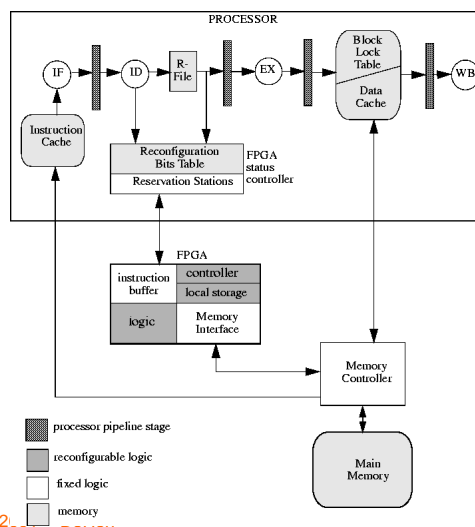 PROCESSOR
IF
ID
R-
File
EX
Block
Lock
Table
Data
Cache
WB
Instruction
Cache
Reconfiguration
Bits Table
Reservation Stations
FPGA
status
controller
FPGA
instruction
buffer
controller
local storage
logic
Memory
Interface
Memory
Controller
Main
Memory
processor pipeline stage
reconfigurable logic
fixed logic
memory